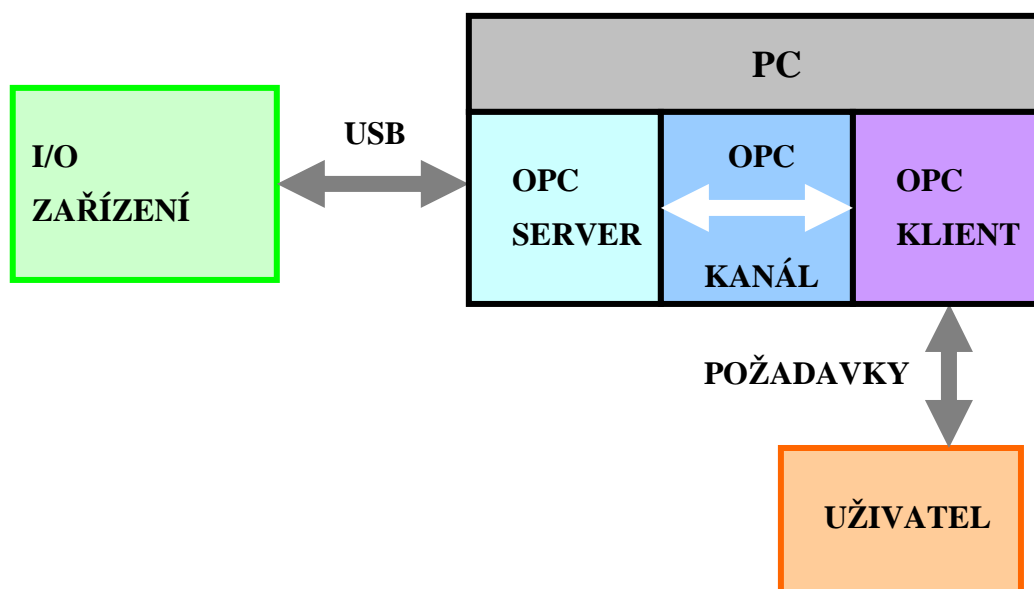 PC
I/O
ZAŘÍZENÍ
USB
OPC
SERVER
OPC
KANÁL
OPC
KLIENT
POŽADAVKY
UŽIVATEL